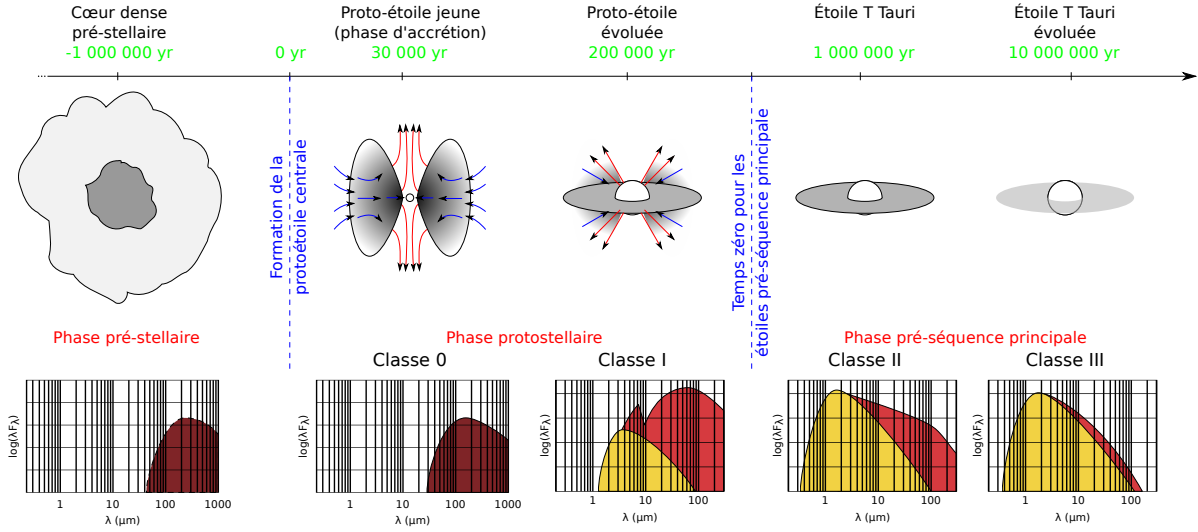 Cœur dense
pré-stellaire
-1 000 000 yr
0 yr
Proto-étoile jeune
(phase d'accrétion)
30 000 yr
Proto-étoile
évoluée
200 000 yr
Étoile T Tauri
1 000 000 yr
Étoile T Tauri
évoluée
10 000 000 yr
Formation de la
protoétoile centrale
Temps zéro pour les
étoiles pré-séquence principale
Phase pré-stellaire
Phase protostellaire
Phase pré-séquence principale
Classe 0
Classe I
Classe II
Classe III
log(λFλ)
1 10 100 1000
λ (μm)
log(λFλ)
1 10 100 1000
λ (μm)
log(λFλ)
1 10 100
λ (μm)
log(λFλ)
1 10 100
λ (μm)
log(λFλ)
1 10 100
λ (μm)